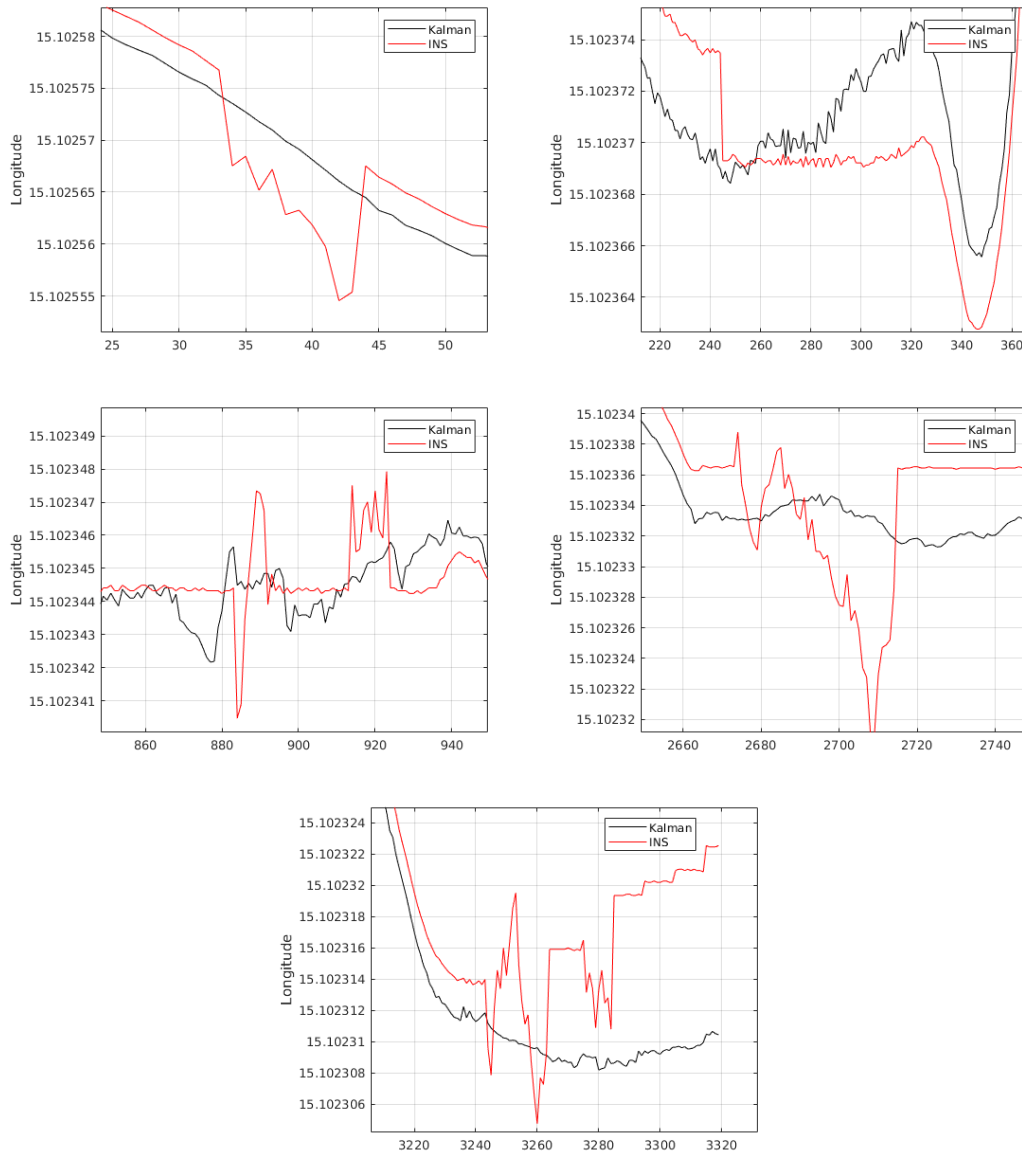 15.10258
15.102575
15.10257
15.102565
15.10256
15.102555
Longitude
25 30 35 40 45 50
Kalman
INS
15.102374
15.102372
15.10237
15.102368
15.102366
15.102364
Longitude
220 240 260 280 300 320 340 360
Kalman
INS
15.102349
15.102348
15.102347
15.102346
15.102345
15.102344
15.102343
15.102342
15.102341
Longitude
860 880 900 920 940
Kalman
INS
15.10234
15.102338
15.102336
15.102334
15.102332
15.10233
15.102328
15.102326
15.102324
15.102322
15.10232
Longitude
2660 2680 2700 2720 2740
Kalman
INS
15.102324
15.102322
15.10232
15.102318
15.102316
15.102314
15.102312
15.10231
15.102308
15.102306
Longitude
3220 3240 3260 3280 3300 3320
Kalman
INS